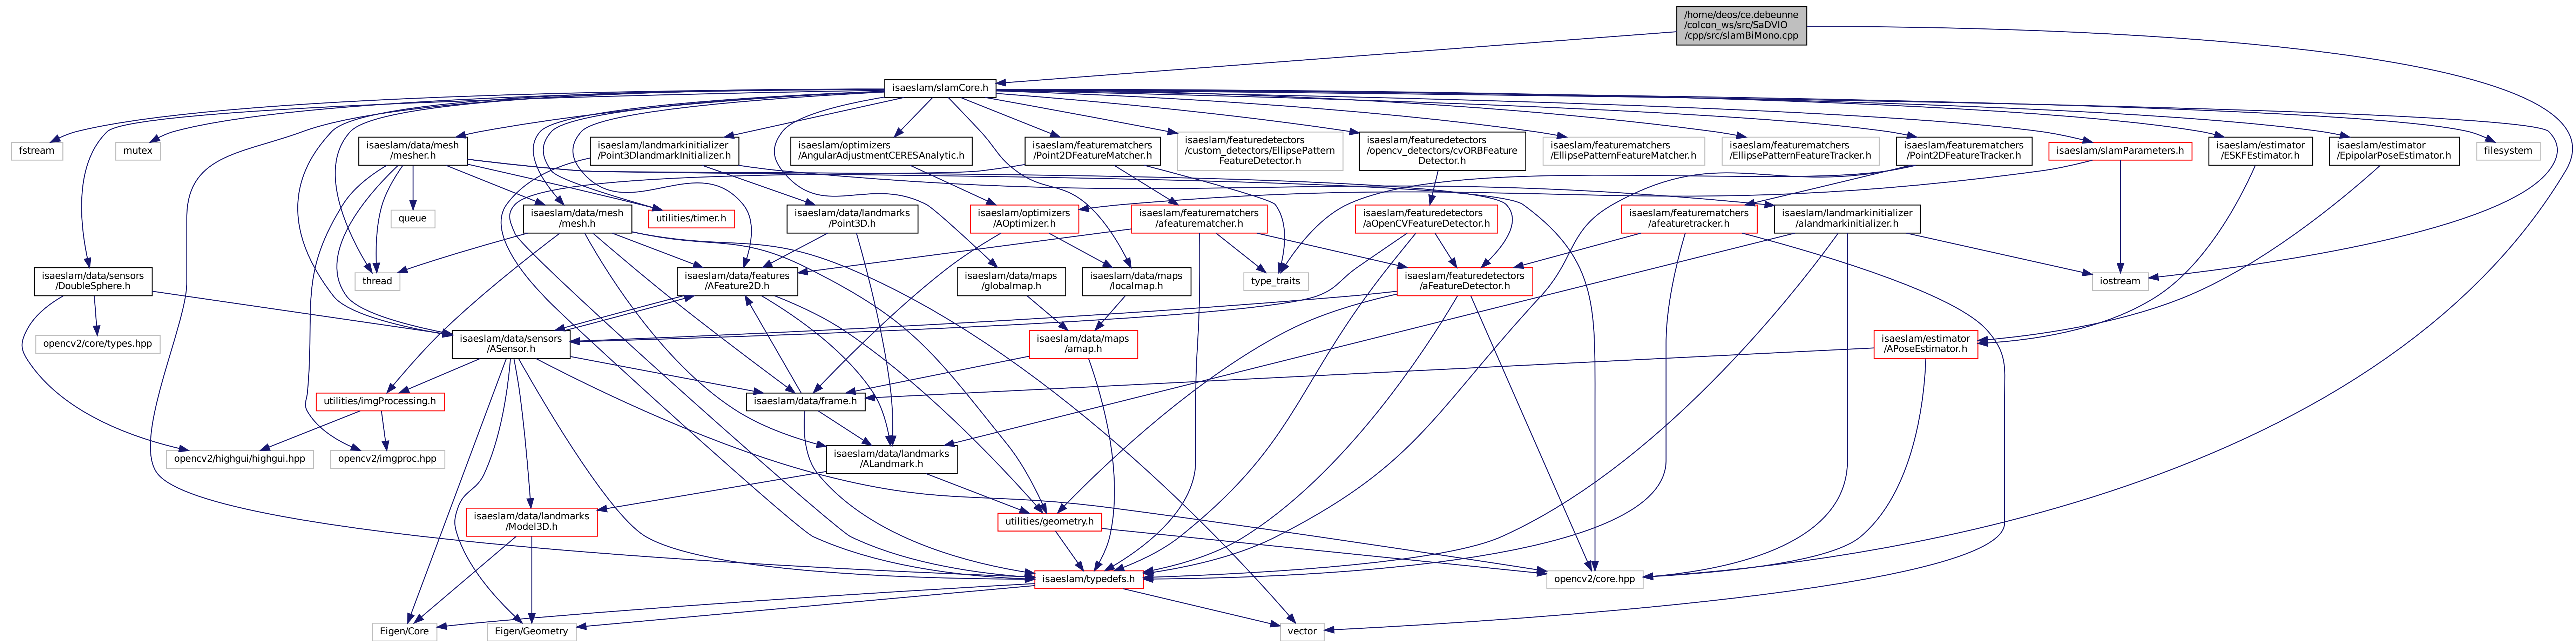 /home/deos/ce.debeunne
/colcon_ws/src/SaDVIO
/cpp/src/slamBiMono.cpp
isaeslam/slamCore.h
fstream
mutex
isaeslam/data/mesh
/mesher.h
isaeslam/landmarkinitializer
/Point3DlandmarkInitializer.h
isaeslam/optimizers
/AngularAdjustmentCERESAnalytic.h
isaeslam/featurematchers
/Point2DFeatureMatcher.h
isaeslam/featuredetectors
/custom_detectors/EllipsePattern
FeatureDetector.h
isaeslam/featuredetectors
/opencv_detectors/cvORBFeature
Detector.h
isaeslam/featurematchers
/EllipsePatternFeatureMatcher.h
isaeslam/featurematchers
/EllipsePatternFeatureTracker.h
isaeslam/featurematchers
/Point2DFeatureTracker.h
isaeslam/slamParameters.h
isaeslam/estimator
/ESKFEstimator.h
isaeslam/estimator
/EpipolarPoseEstimator.h
filesystem
queue
isaeslam/data/mesh
/mesh.h
utilities/timer.h
isaeslam/data/landmarks
/Point3D.h
isaeslam/optimizers
/AOptimizer.h
isaeslam/featurematchers
/afeaturematcher.h
isaeslam/featuredetectors
/aOpenCVFeatureDetector.h
isaeslam/featurematchers
/afeaturetracker.h
isaeslam/landmarkinitializer
/alandmarkinitializer.h
isaeslam/data/sensors
/DoubleSphere.h
thread
isaeslam/data/features
/AFeature2D.h
isaeslam/data/maps
/globalmap.h
isaeslam/data/maps
/localmap.h
type_traits
isaeslam/featuredetectors
/aFeatureDetector.h
iostream
opencv2/core/types.hpp
isaeslam/data/sensors
/ASensor.h
isaeslam/data/maps
/amap.h
isaeslam/estimator
/APoseEstimator.h
utilities/imgProcessing.h
isaeslam/data/frame.h
opencv2/highgui/highgui.hpp
opencv2/imgproc.hpp
isaeslam/data/landmarks
/ALandmark.h
isaeslam/data/landmarks
/Model3D.h
utilities/geometry.h
isaeslam/typedefs.h
opencv2/core.hpp
Eigen/Core
Eigen/Geometry
vector